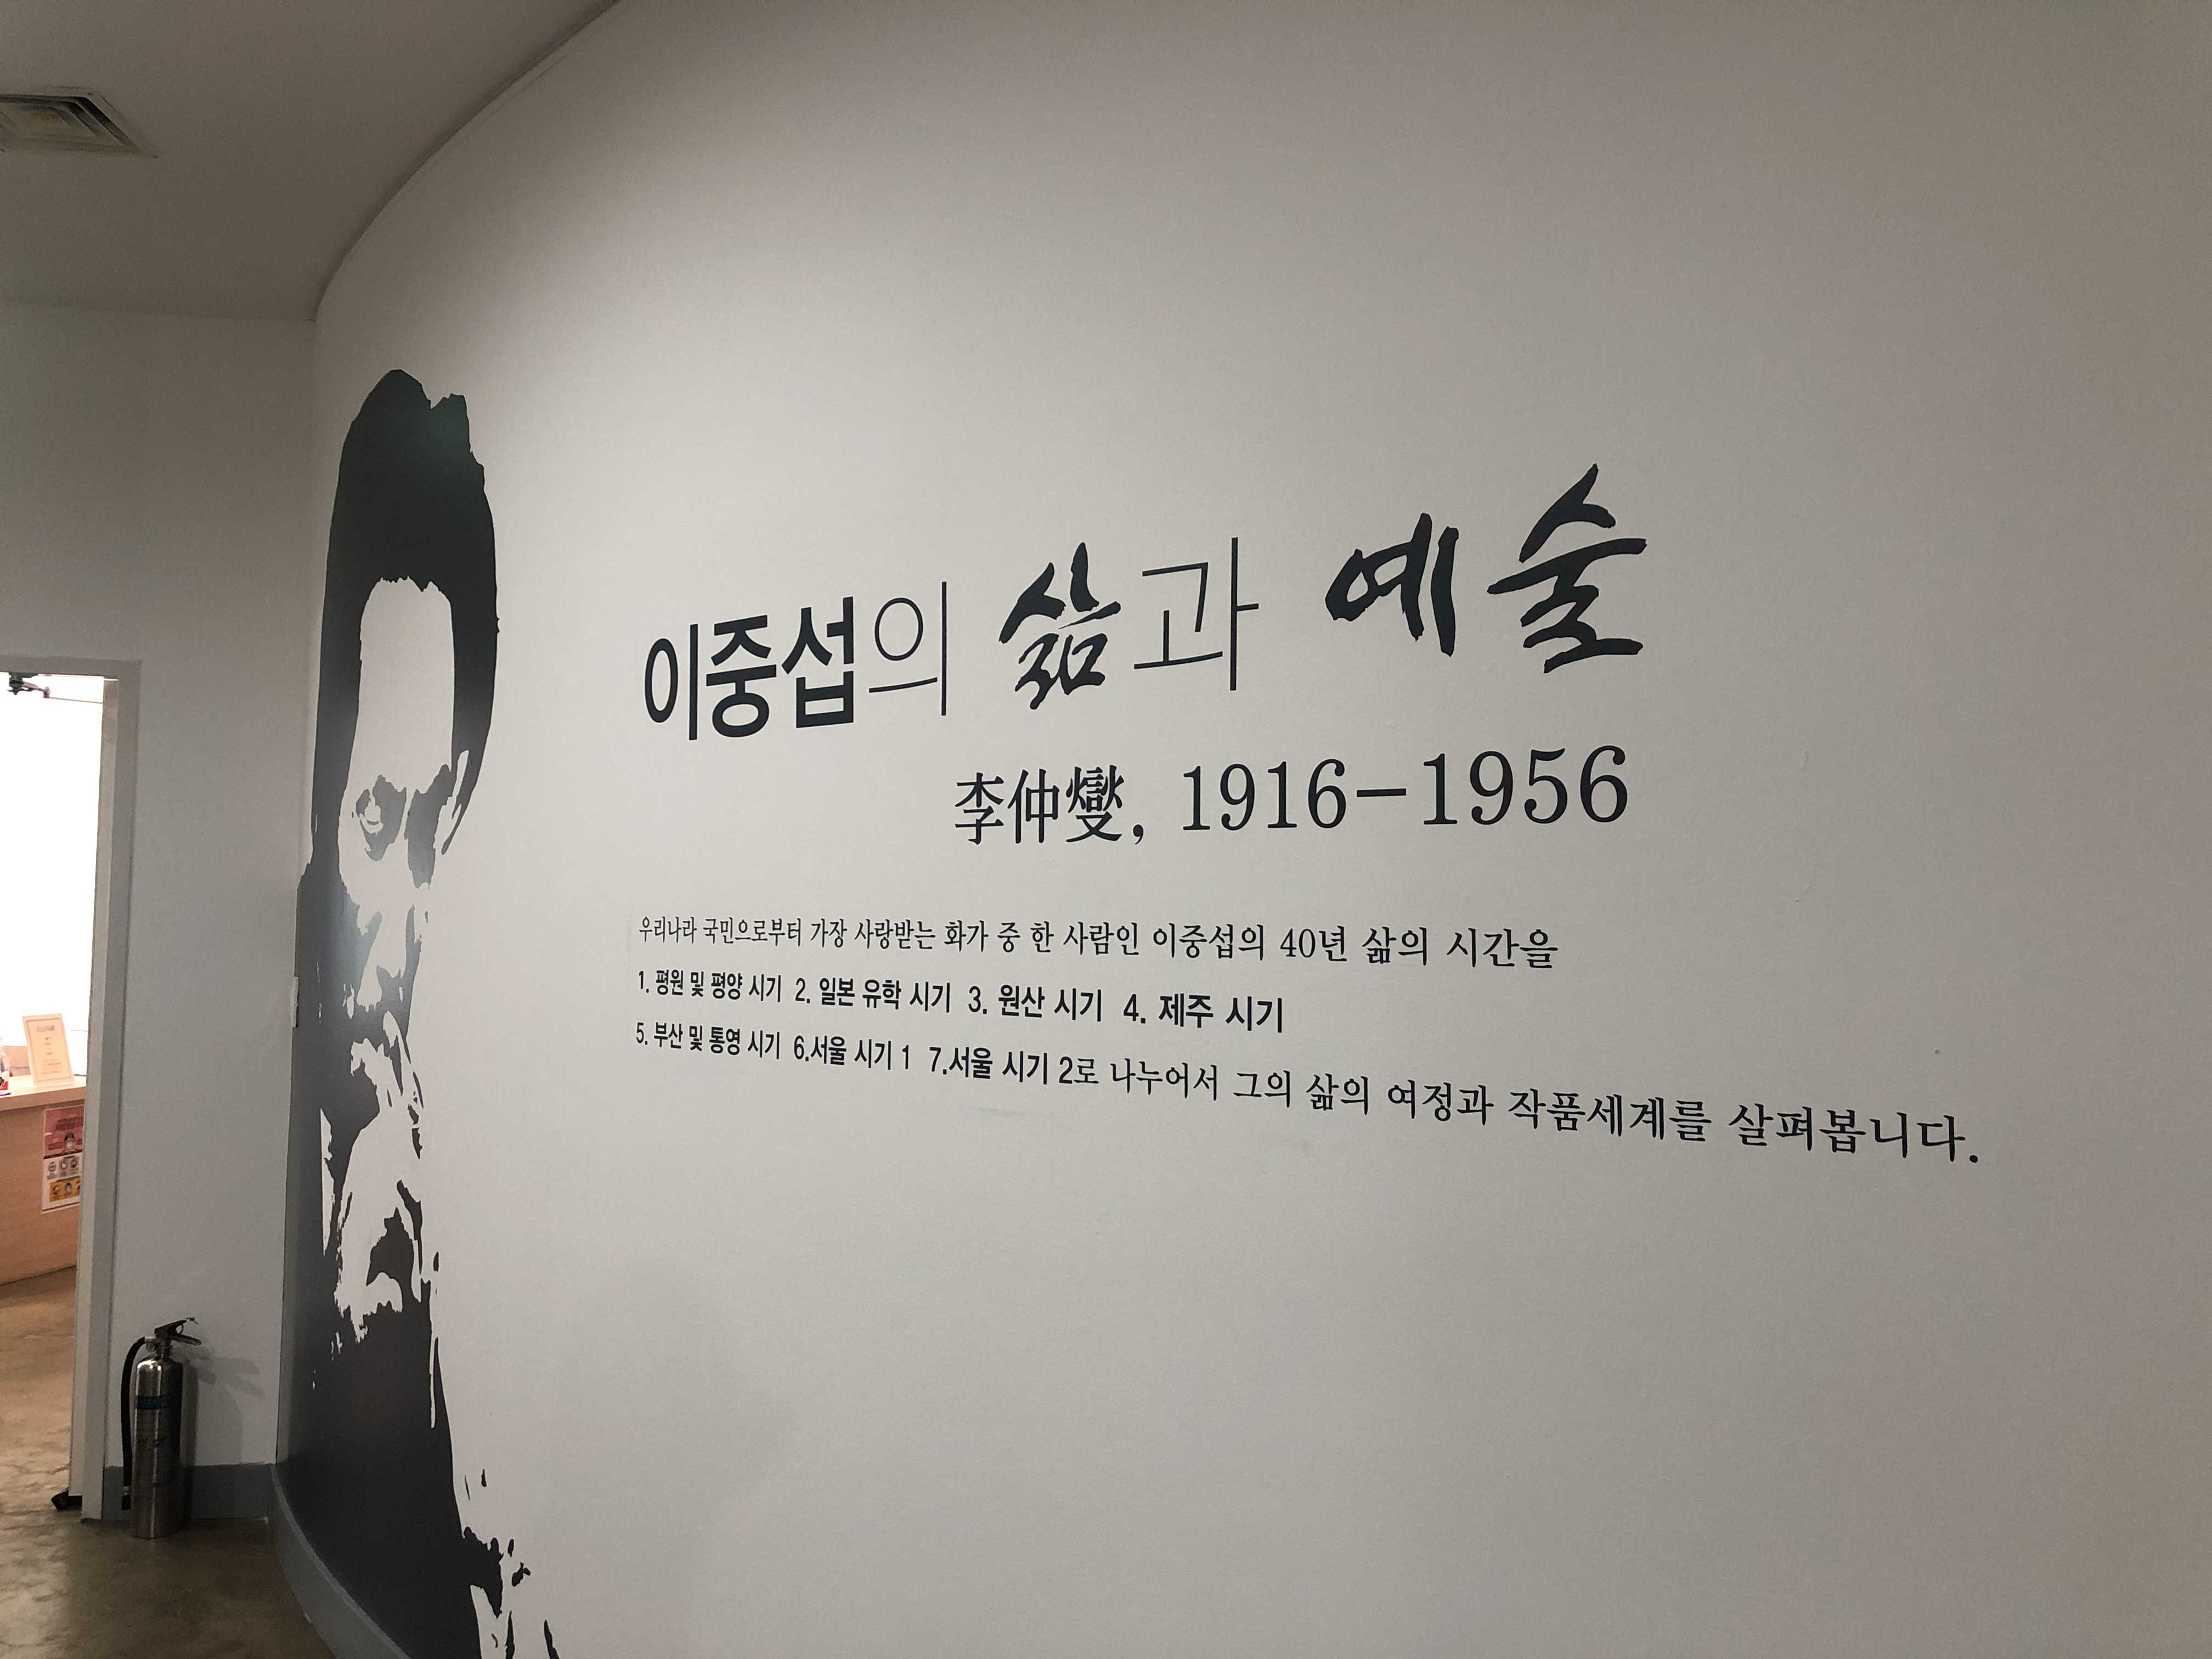 이중섭의 삶과 예술
李仲燮, 1916-1956
우리나라 국민으로부터 가장 사랑받는 화가 중 한 사람인 이중섭의 40년 삶의 시간을
1. 평원 및 평양 시기 2. 일본 유학 시기 3. 원산 시기 4. 제주 시기
5. 부산 및 통영 시기 6.서울 시기 1 7.서울 시기 2로 나누어서 그의 삶의 여정과 작품세계를 살펴봅니다.